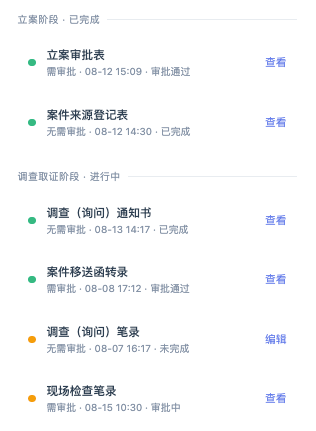 立案阶段 · 已完成
立案审批表
需审批 · 08-12 15:09 · 审批通过
查看
案件来源登记表
无需审批 · 08-12 14:30 · 已完成
查看
调查取证阶段 · 进行中
调查（询问）通知书
无需审批 · 08-13 14:17 · 已完成
查看
案件移送函转录
需审批 · 08-08 17:12 · 审批通过
查看
调查（询问）笔录
无需审批 · 08-07 16:17 · 未完成
编辑
现场检查笔录
需审批 · 08-15 10:30 · 审批中
查看